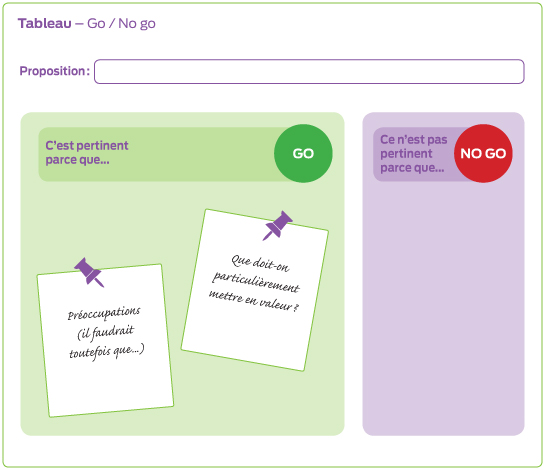 Tableau – Go / No go
Proposition :
C'est pertinent
parce que...
GO
Ce n'est pas
pertinent
parce que...
NO GO
Que doit-on
particulièrement
mettre en valeur ?
Préoccupations
(il faudrait
toutefois que...)